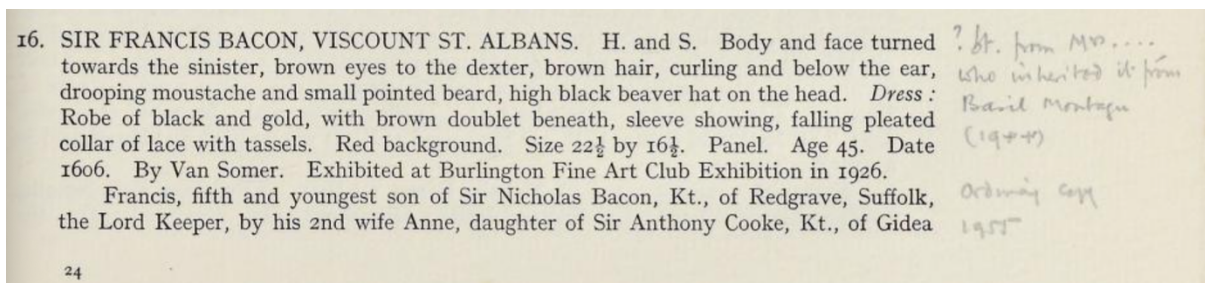 16. SIR FRANCIS BACON, VISCOUNT ST. ALBANS. H. and S. Body and face turned
towards the sinister, brown eyes to the dexter, brown hair, curling and below the ear,
drooping moustache and small pointed beard, high black beaver hat on the head. Dress :
Robe of black and gold, with brown doublet beneath, sleeve showing, falling pleated
collar of lace with tassels. Red background. Size 22½ by 16½. Panel. Age 45. Date
1606. By Van Somer. Exhibited at Burlington Fine Art Club Exhibition in 1926.
Francis, fifth and youngest son of Sir Nicholas Bacon, Kt., of Redgrave, Suffolk,
the Lord Keeper, by his 2nd wife Anne, daughter of Sir Anthony Cooke, Kt., of Gidea
24
? bt. from Mrs....
who inherited it from
Basil Montagu
Ordinary copy
1955